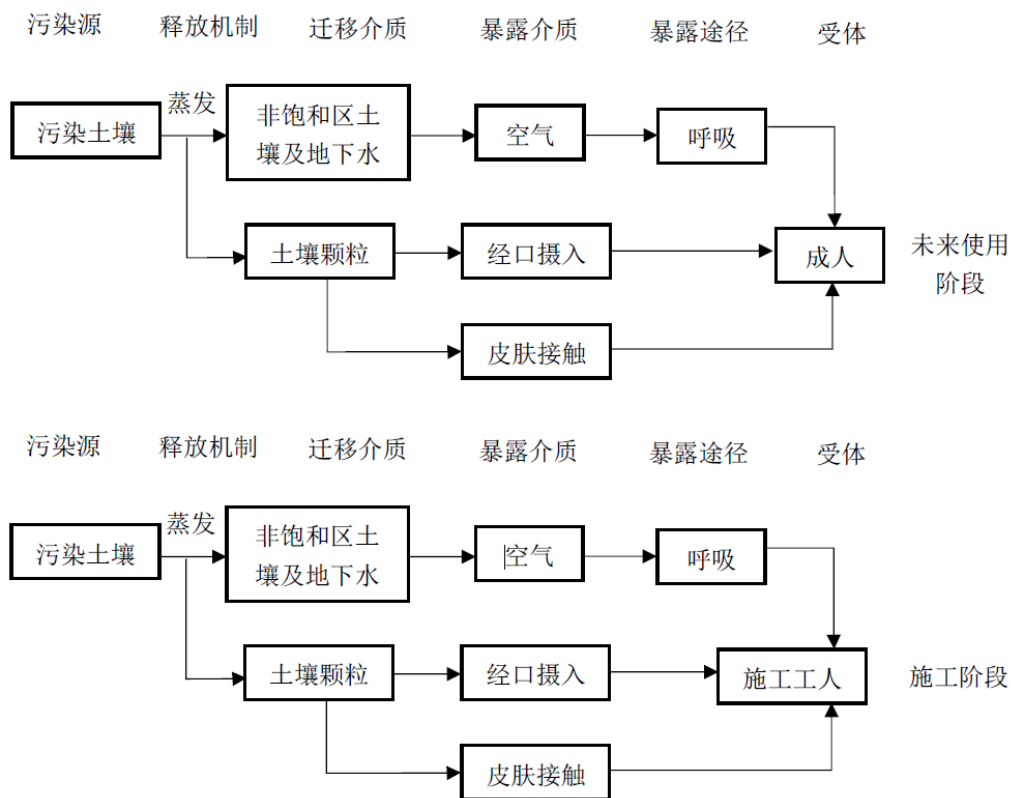 污染源 释放机制 迁移介质 暴露介质 暴露途径 受体
蒸发
污染土壤
非饱和区土
壤及地下水
空气
呼吸
土壤颗粒
经口摄入
成人
未来使用
阶段
皮肤接触
污染源 释放机制 迁移介质 暴露介质 暴露途径 受体
蒸发
污染土壤
非饱和区土
壤及地下水
空气
呼吸
土壤颗粒
经口摄入
施工工人
施工阶段
皮肤接触